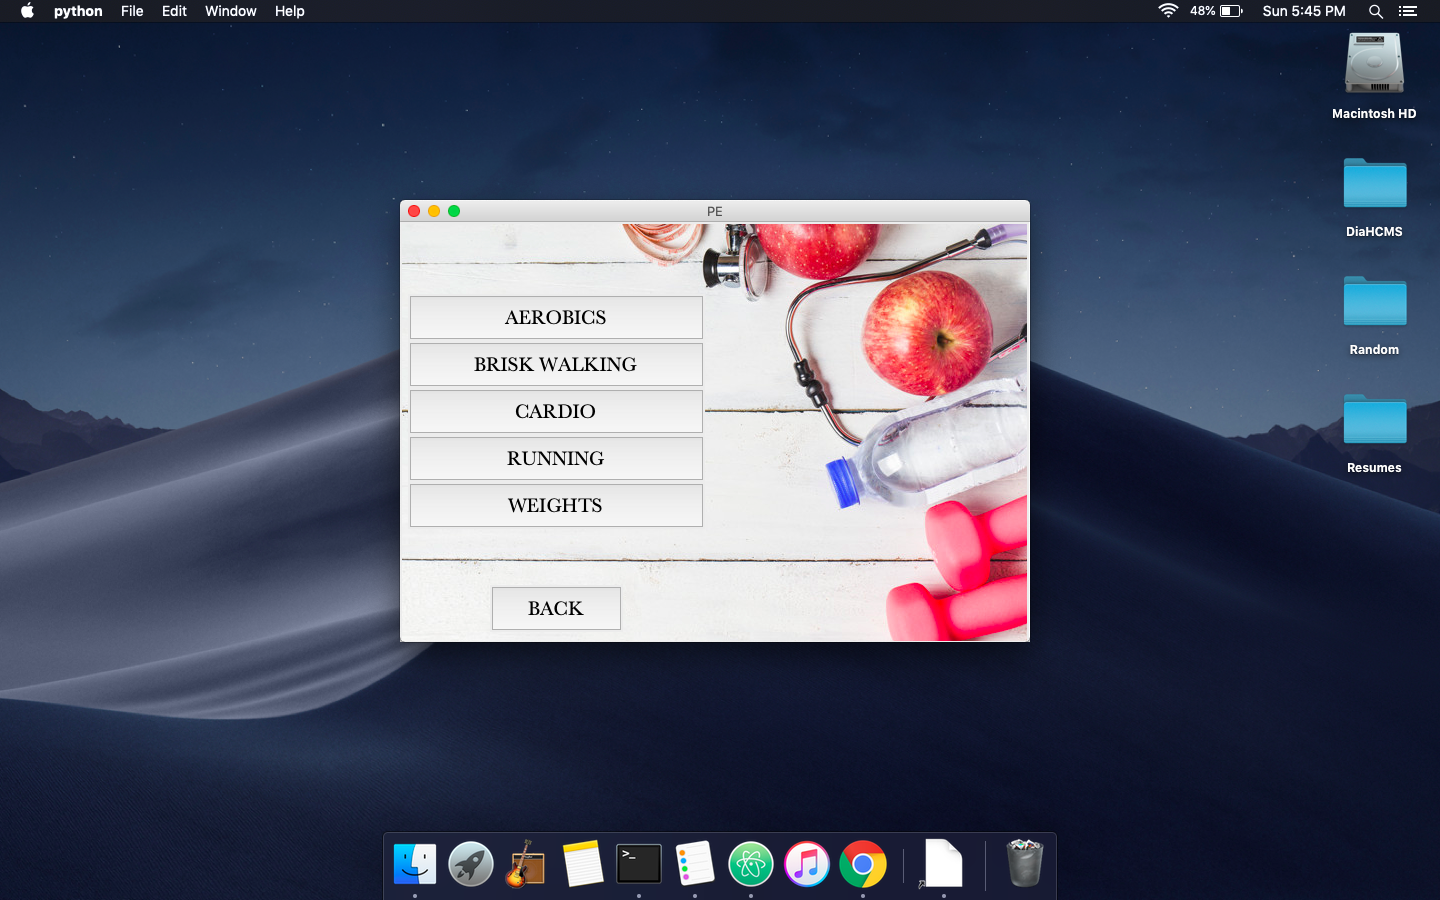 python File Edit Window Help 48% Sun 5:45 PM
Macintosh HD
DiaHCMS
Random
Resumes
PE
AEROBICS
BRISK WALKING
CARDIO
RUNNING
WEIGHTS
BACK
>_